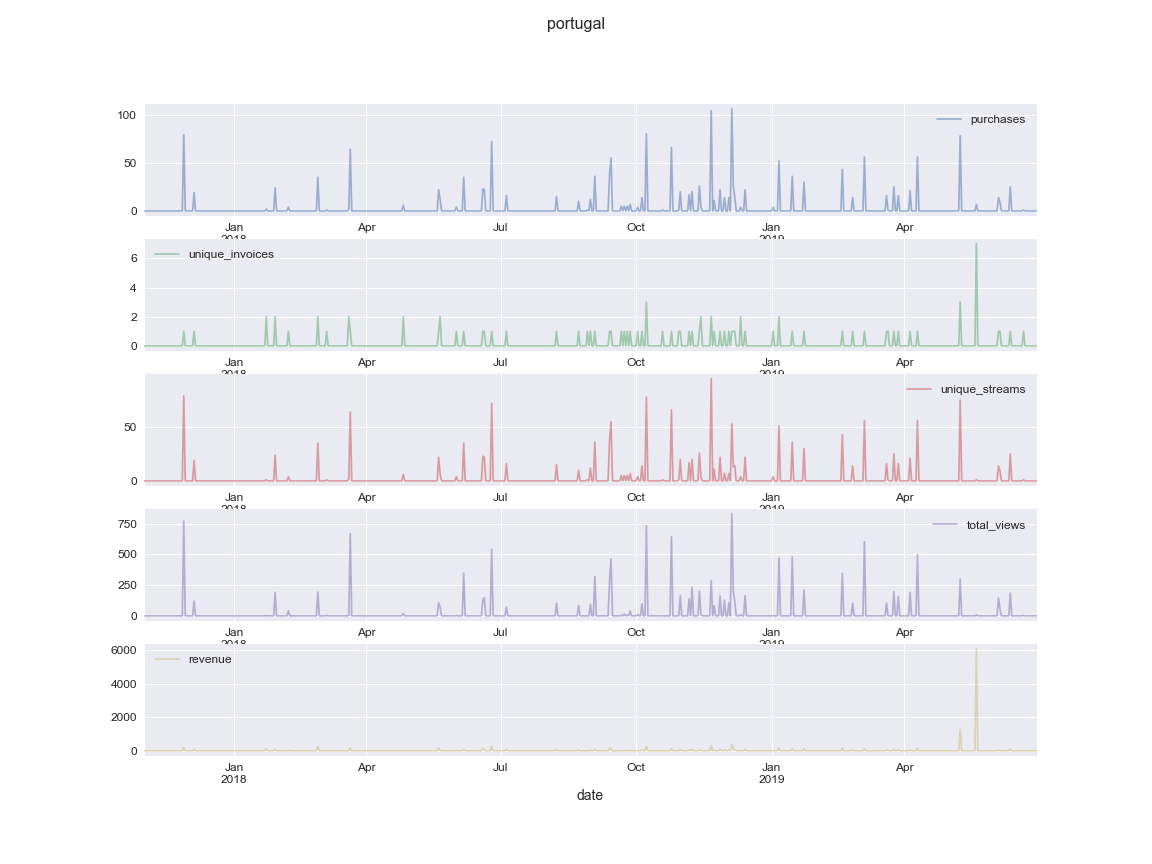 portugal
100
50
0
purchases
Jan Apr Jul Oct Jan Apr
2018 2019
6
4
2
0
unique_invoices
Jan Apr Jul Oct Jan Apr
2018 2019
50
0
unique_streams
Jan Apr Jul Oct Jan Apr
2018 2019
750
500
250
0
total_views
Jan Apr Jul Oct Jan Apr
2018 2019
6000
4000
2000
0
revenue
Jan Apr Jul Oct Jan Apr
2018 2019
date